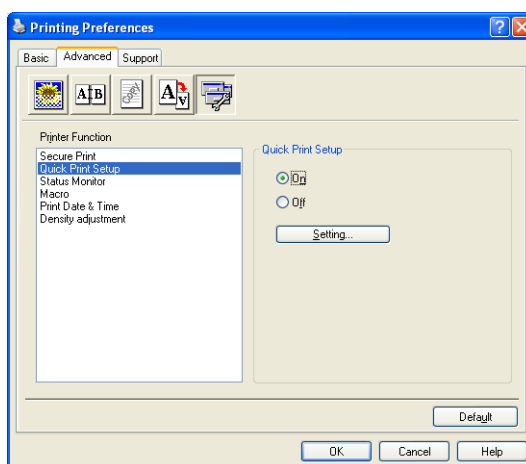 Printing Preferences
Basic Advanced Support
A B A v
Printer Function
Secure Print
Quick Print Setup
Status Monitor
Macro
Print Date & Time
Density adjustment
Quick Print Setup
On
Off
Setting...
Default
OK Cancel Help